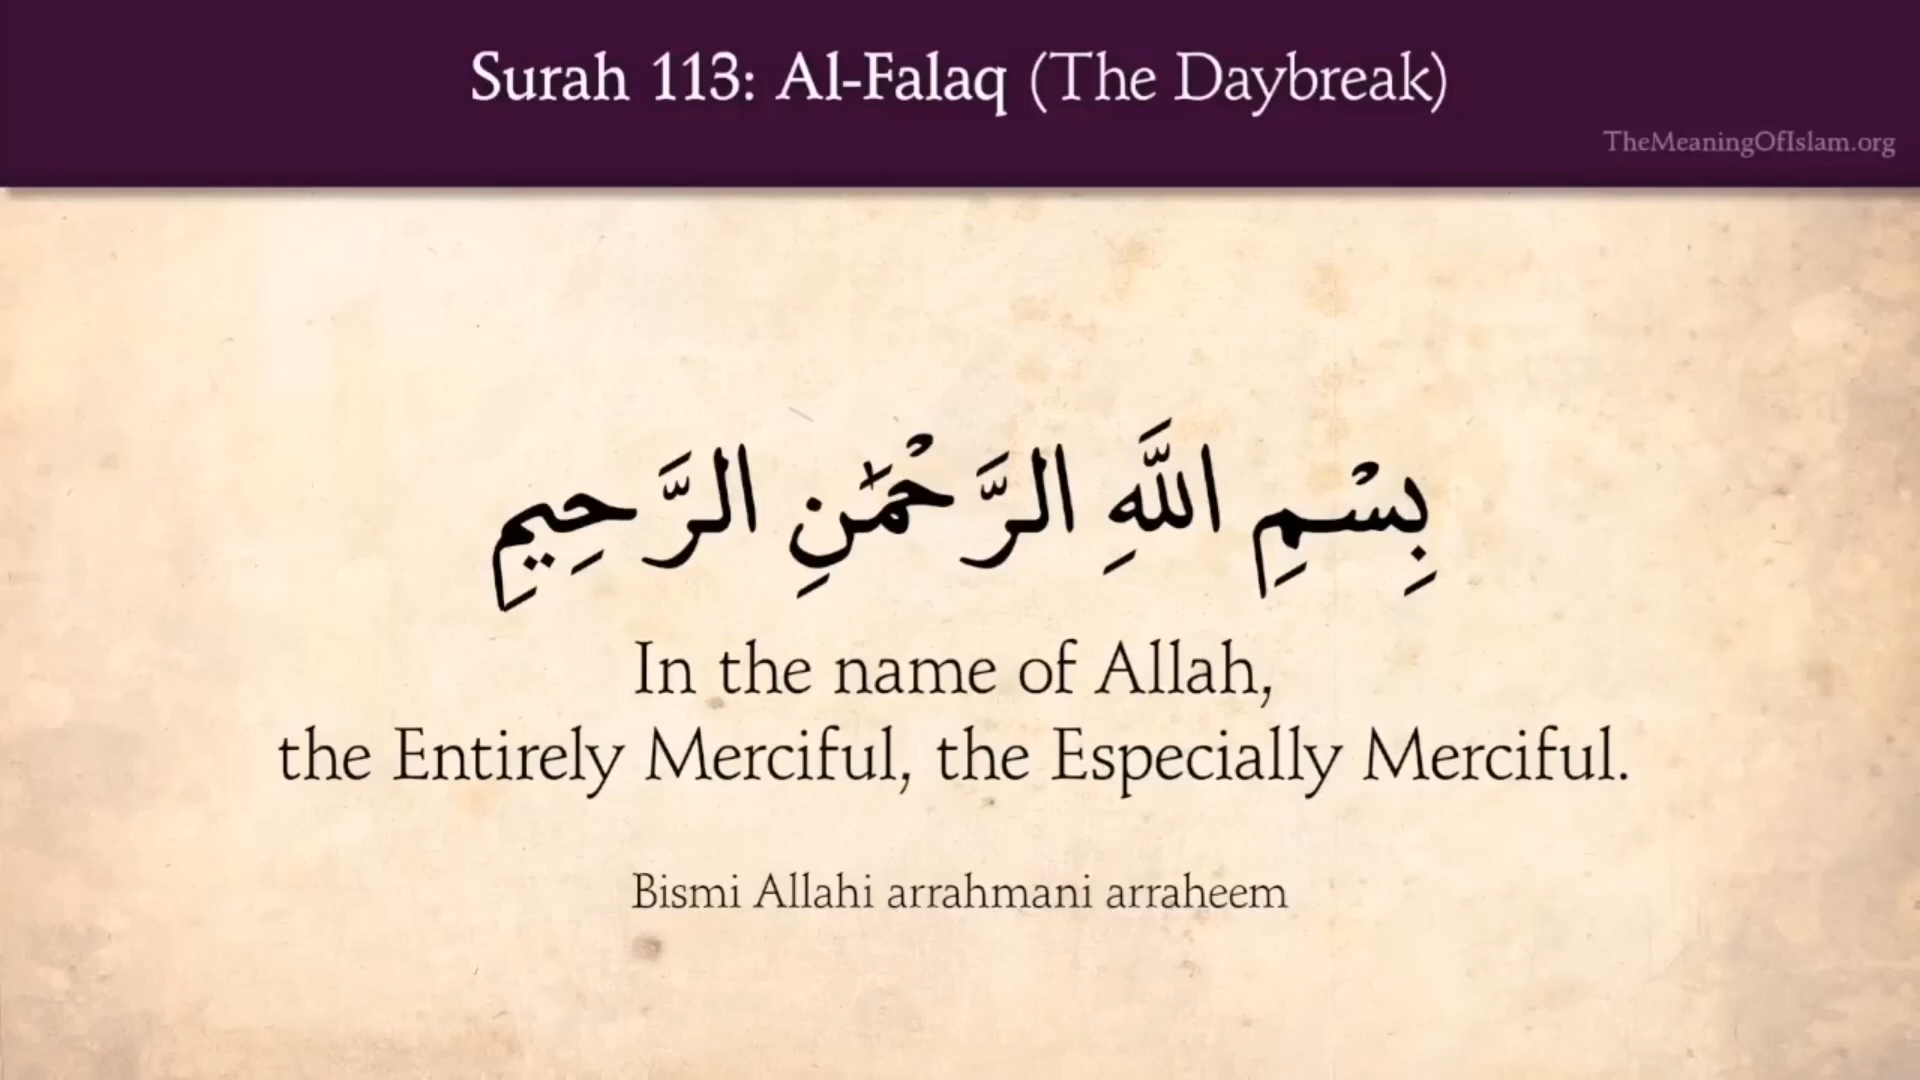 Surah 113: Al-Falaq (The Daybreak)
TheMeaningOfIslam.org
بِسْمِ اللَّهِ الرَّحْمَٰنِ الرَّحِيمِ
In the name of Allah,
the Entirely Merciful, the Especially Merciful.
Bismi Allahi arrahmani arraheem